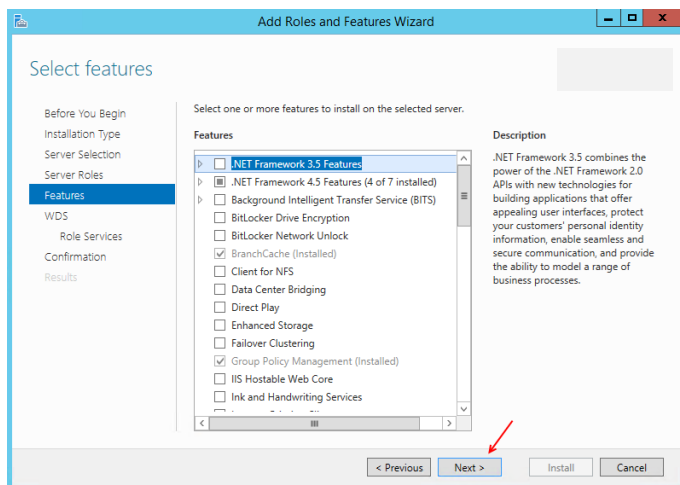 Add Roles and Features Wizard
Select features
Before You Begin
Installation Type
Server Selection
Server Roles
Features
WDS
Role Services
Confirmation
Results
Select one or more features to install on the selected server.
Features
.NET Framework 3.5 Features
.NET Framework 4.5 Features (4 of 7 installed)
Background Intelligent Transfer Service (BITS)
BitLocker Drive Encryption
BitLocker Network Unlock
BranchCache (Installed)
Client for NFS
Data Center Bridging
Direct Play
Enhanced Storage
Failover Clustering
Group Policy Management (Installed)
IIS Hostable Web Core
Ink and Handwriting Services
Description
.NET Framework 3.5 combines the
power of the .NET Framework 2.0
APIs with new technologies for
building applications that offer
appealing user interfaces, protect
your customers' personal identity
information, enable seamless and
secure communication, and provide
the ability to model a range of
business processes.
< Previous
Next >
Install
Cancel